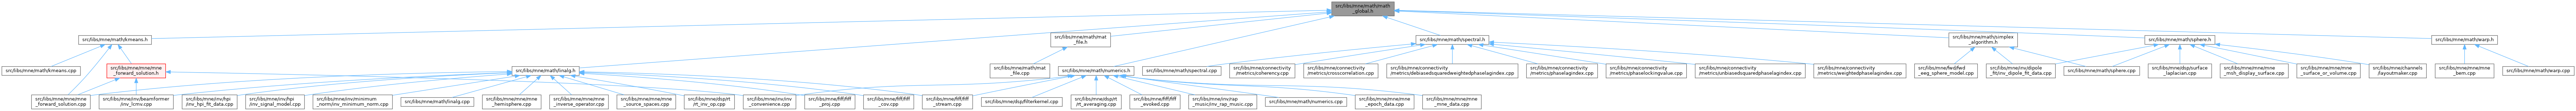 src/libs/mne/math/math
_global.h
src/libs/mne/math/kmeans.h
src/libs/mne/math/mat
_file.h
src/libs/mne/math/spectral.h
src/libs/mne/math/simplex
_algorithm.h
src/libs/mne/math/sphere.h
src/libs/mne/math/warp.h
src/libs/mne/math/kmeans.cpp
src/libs/mne/mne/mne
_forward_solution.h
src/libs/mne/math/linalg.h
src/libs/mne/math/mat
_file.cpp
src/libs/mne/math/numerics.h
src/libs/mne/math/spectral.cpp
src/libs/mne/connectivity
/metrics/coherency.cpp
src/libs/mne/connectivity
/metrics/crosscorrelation.cpp
src/libs/mne/connectivity
/metrics/debiasedsquaredweightedphaselagindex.cpp
src/libs/mne/connectivity
/metrics/phaselagindex.cpp
src/libs/mne/connectivity
/metrics/phaselockingvalue.cpp
src/libs/mne/connectivity
/metrics/unbiasedsquaredphaselagindex.cpp
src/libs/mne/connectivity
/metrics/weightedphaselagindex.cpp
src/libs/mne/fwd/fwd
_eeg_sphere_model.cpp
src/libs/mne/inv/dipole
_fit/inv_dipole_fit_data.cpp
src/libs/mne/math/sphere.cpp
src/libs/mne/dsp/surface
_laplacian.cpp
src/libs/mne/mne/mne
_msh_display_surface.cpp
src/libs/mne/mne/mne
_surface_or_volume.cpp
src/libs/mne/channels
/layoutmaker.cpp
src/libs/mne/mne/mne
_bem.cpp
src/libs/mne/math/warp.cpp
src/libs/mne/mne/mne
_forward_solution.cpp
src/libs/mne/inv/beamformer
/inv_lcmv.cpp
src/libs/mne/inv/hpi
/inv_hpi_fit_data.cpp
src/libs/mne/inv/hpi
/inv_signal_model.cpp
src/libs/mne/inv/minimum
_norm/inv_minimum_norm.cpp
src/libs/mne/math/linalg.cpp
src/libs/mne/mne/mne
_hemisphere.cpp
src/libs/mne/mne/mne
_inverse_operator.cpp
src/libs/mne/mne/mne
_source_spaces.cpp
src/libs/mne/dsp/rt
/rt_inv_op.cpp
src/libs/mne/inv/inv
_convenience.cpp
src/libs/mne/fiff/fiff
_proj.cpp
src/libs/mne/fiff/fiff
_cov.cpp
src/libs/mne/fiff/fiff
_stream.cpp
src/libs/mne/dsp/filterkernel.cpp
src/libs/mne/dsp/rt
/rt_averaging.cpp
src/libs/mne/fiff/fiff
_evoked.cpp
src/libs/mne/inv/rap
_music/inv_rap_music.cpp
src/libs/mne/math/numerics.cpp
src/libs/mne/mne/mne
_epoch_data.cpp
src/libs/mne/mne/mne
_mne_data.cpp